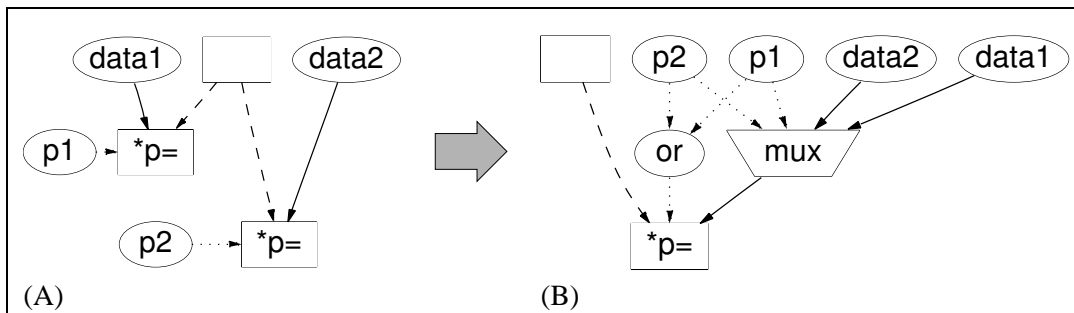 data1
data2
p1
*p=
p2
*p=
(A)
p2
p1
data2
data1
or
mux
*p=
(B)